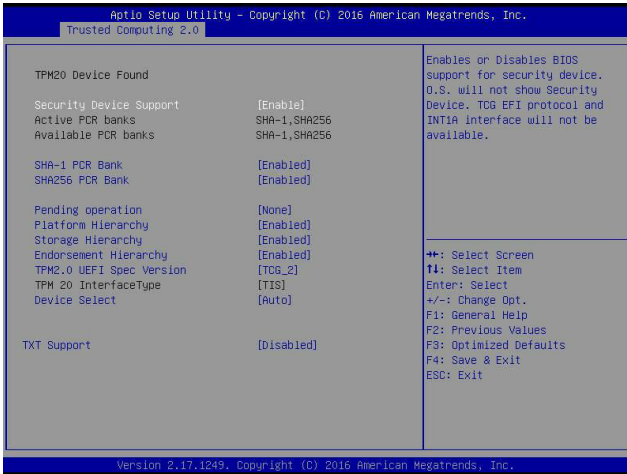 Aptio Setup Utility – Copyright (C) 2016 American Megatrends, Inc.
Trusted Computing 2.0
TPM20 Device Found
Security Device Support [Enable]
Active PCR banks SHA-1,SHA256
Available PCR banks SHA-1,SHA256
SHA-1 PCR Bank [Enabled]
SHA256 PCR Bank [Enabled]
Pending operation [None]
Platform Hierarchy [Enabled]
Storage Hierarchy [Enabled]
Endorsement Hierarchy [Enabled]
TPM2.0 UEFI Spec Version [TCG_2]
TPM 20 InterfaceType [TIS]
Device Select [Auto]
TXT Support [Disabled]
Enables or Disables BIOS
support for security device.
O.S. will not show Security
Device. TCG EFI protocol and
INT1A interface will not be
available.
→←: Select Screen
↑↓: Select Item
Enter: Select
+/-: Change Opt.
F1: General Help
F2: Previous Values
F3: Optimized Defaults
F4: Save & Exit
ESC: Exit
Version 2.17.1249. Copyright (C) 2016 American Megatrends, Inc.